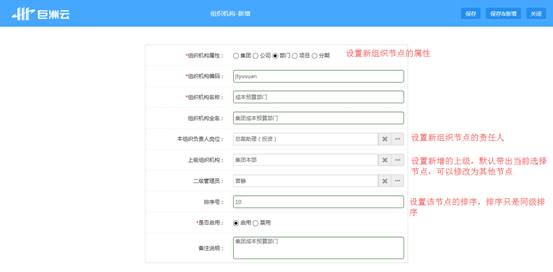 巨洲云
组织机构-新增
保存 保存&新增 关闭
*组织机构属性： 集团 公司 部门 项目 分期 设置新组织节点的属性
*组织机构编码： jtyusuan
*组织机构名称： 成本预算部门
组织机构全名： 集团成本预算部门
本组织负责人岗位： 总裁助理（投资） 设置新组织节点的责任人
上级组织机构： 集团本部 设置新增的上级，默认带出当前选择
节点，可以修改为其他节点
二级管理员： 曾静
排序号： 10 设置该节点的排序，排序只是同级排
序
*是否启用： 启用 禁用
备注说明： 集团成本预算部门